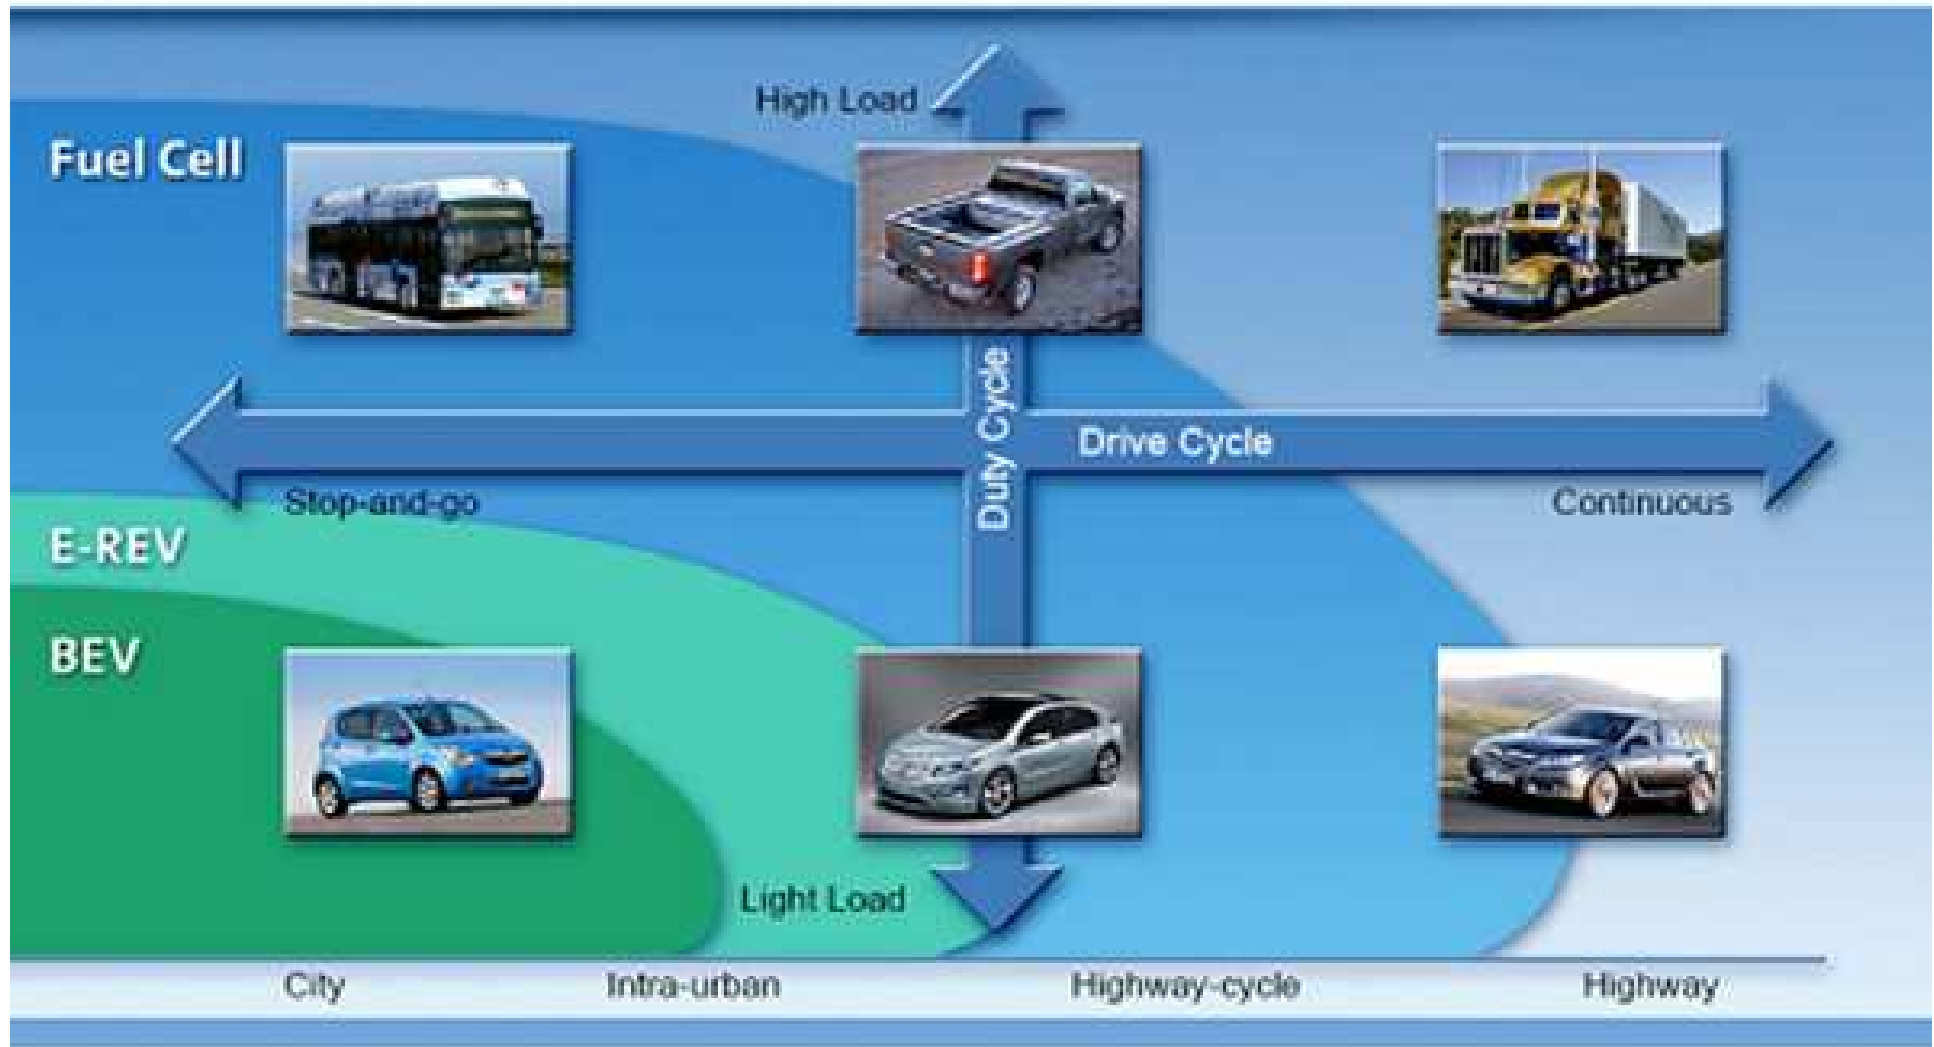 High Load
Fuel Cell
Duty Cycle
Drive Cycle
Stop-and-go
Continuous
E-REV
BEV
Light Load
City
Intra-urban
Highway-cycle
Highway